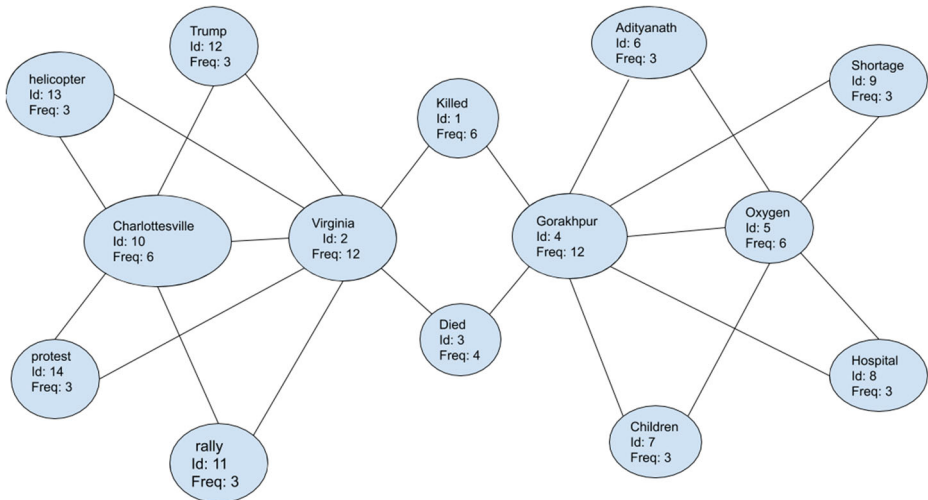 Trump
Id: 12
Freq: 3
Adityanath
Id: 6
Freq: 3
helicopter
Id: 13
Freq: 3
Shortage
Id: 9
Freq: 3
Killed
Id: 1
Freq: 6
Charlottesville
Id: 10
Freq: 6
Virginia
Id: 2
Freq: 12
Gorakhpur
Id: 4
Freq: 12
Oxygen
Id: 5
Freq: 6
Died
Id: 3
Freq: 4
protest
Id: 14
Freq: 3
Hospital
Id: 8
Freq: 3
rally
Id: 11
Freq: 3
Children
Id: 7
Freq: 3